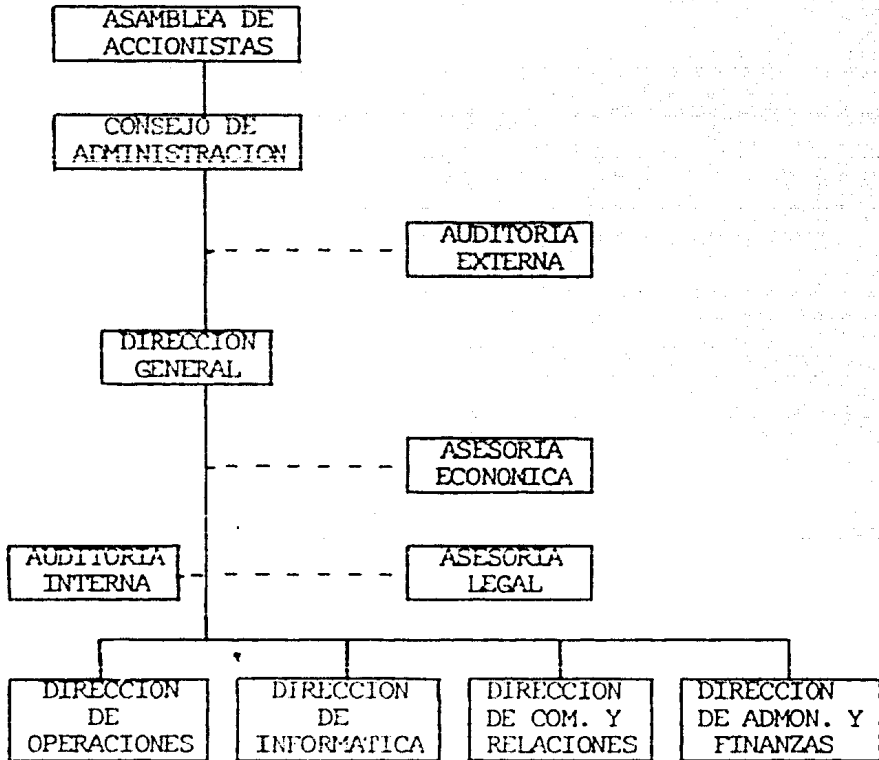 ASAMBLEA DE
ACCIONISTAS
CONSEJO DE
ADMINISTRACION
AUDITORIA
EXTERNA
DIRECCION
GENERAL
ASESORIA
ECONOMICA
AUDITORIA
INTERNA
ASESORIA
LEGAL
DIRECCION
DE
OPERACIONES
DIRECCION
DE
INFORMATICA
DIRECCION
DE COM. Y
RELACIONES
DIRECCION
DE ADMON. Y
FINANZAS